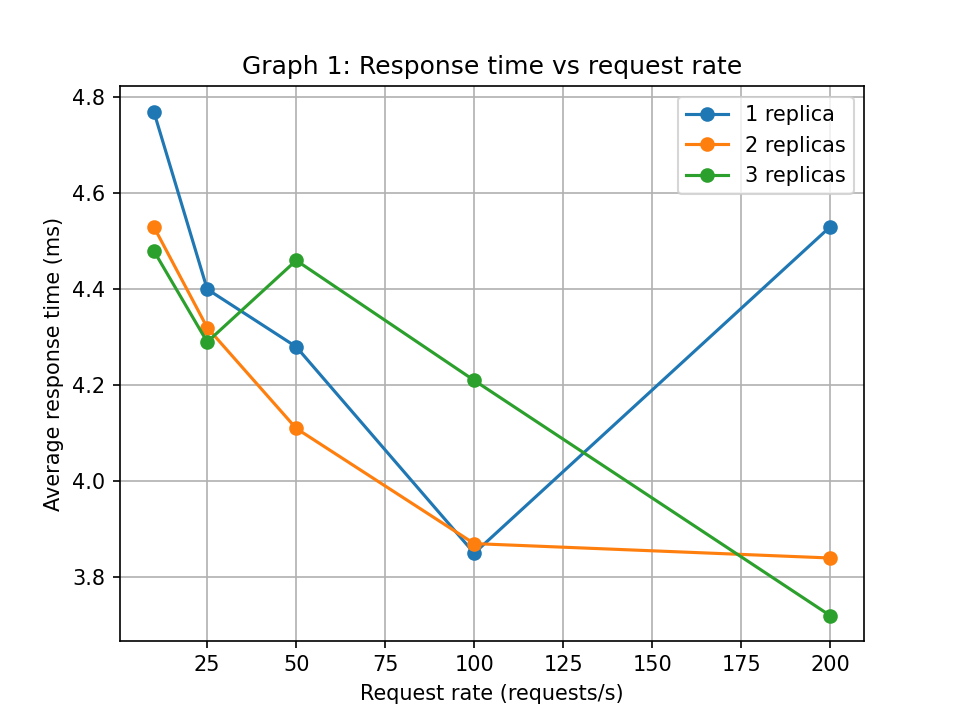 Graph 1: Response time vs request rate
1 replica
2 replicas
3 replicas
Average response time (ms)
4.8
4.6
4.4
4.2
4.0
3.8
25 50 75 100 125 150 175 200
Request rate (requests/s)